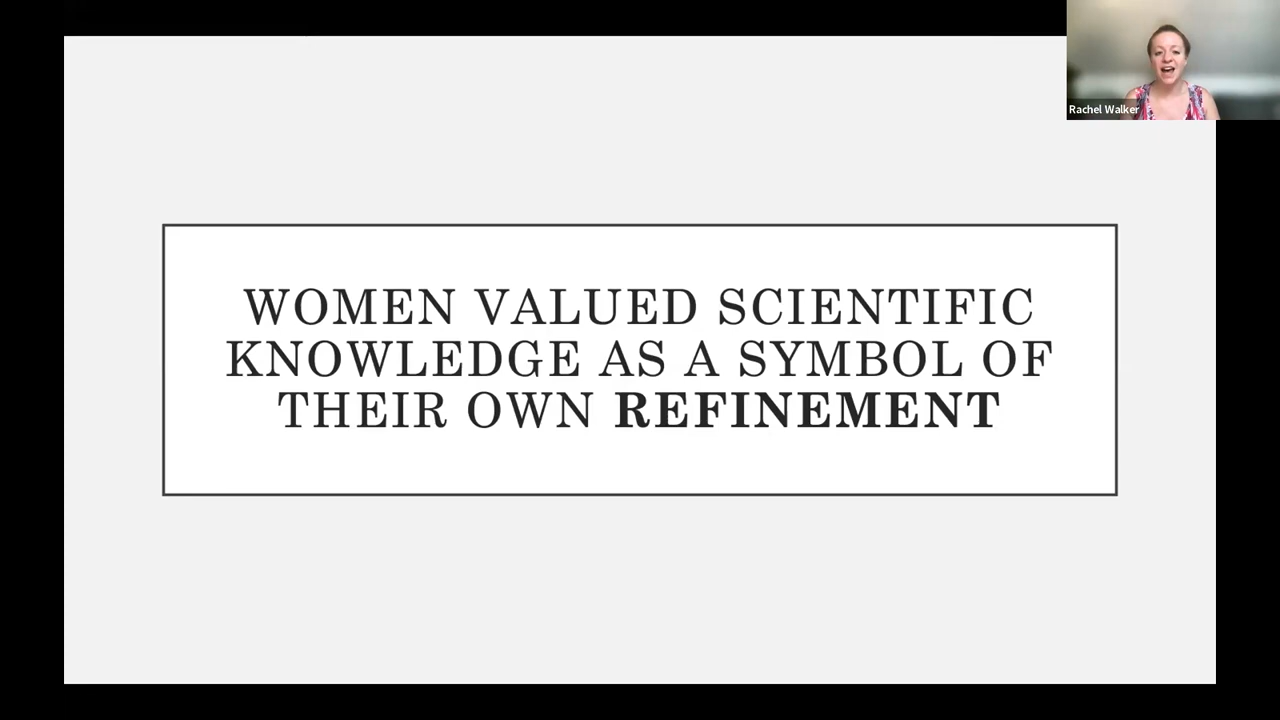 Rachel Walker
WOMEN VALUED SCIENTIFIC
KNOWLEDGE AS A SYMBOL OF
THEIR OWN REFINEMENT